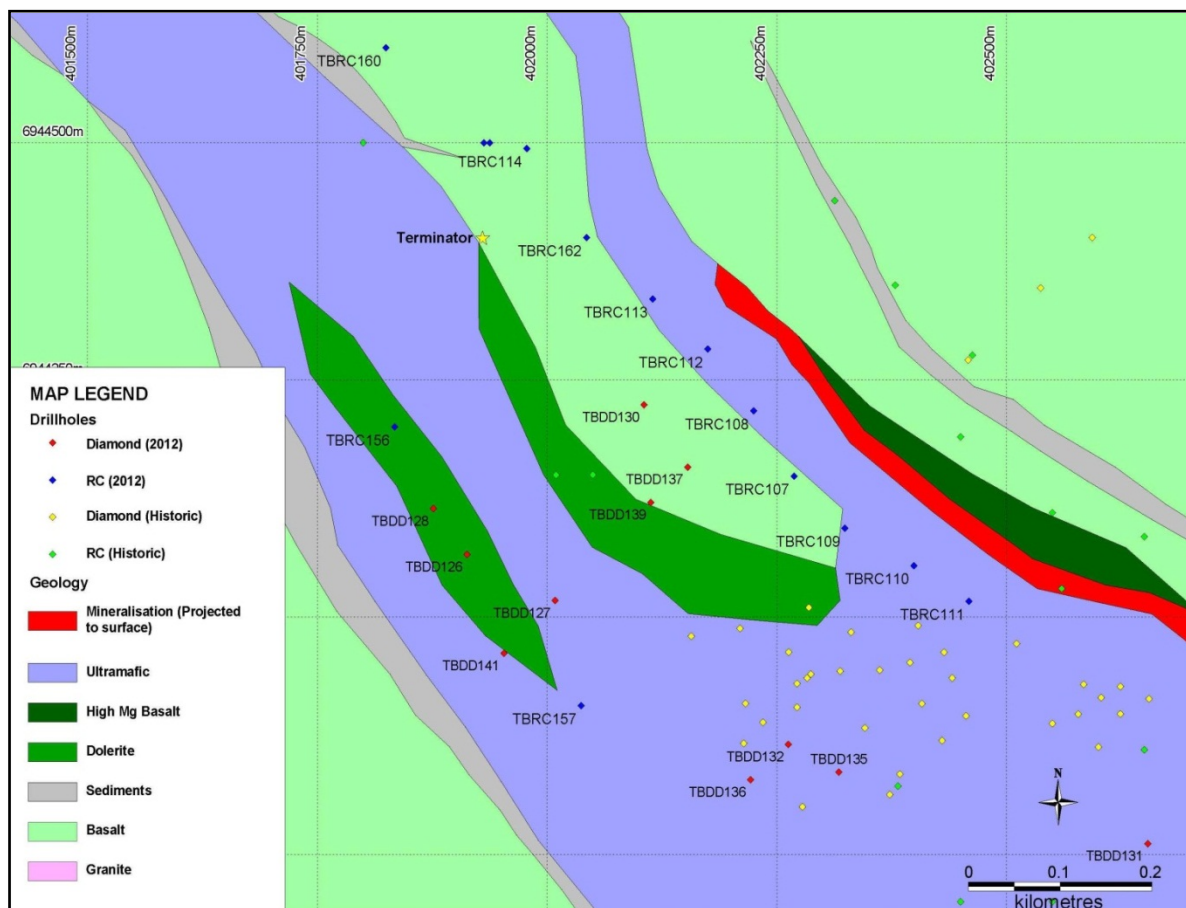 401500m
401750m
402000m
402250m
402500m
TBRC160
6944500m
TBRC114
Terminator
TBRC162
TBRC113
TBRC112
6944250m
MAP LEGEND
Drillholes
Diamond (2012)
RC (2012)
Diamond (Historic)
RC (Historic)
Geology
Mineralisation (Projected
to surface)
Ultramafic
High Mg Basalt
Dolerite
Sediments
Basalt
Granite
TBDD130
TBRC108
TBRC156
TBDD137
TBRC107
TBDD128
TBDD139
TBRC109
TBDD126
TBRC110
TBDD127
TBRC111
TBDD141
TBRC157
TBDD132
TBDD135
TBDD136
N
TBDD131
0 0.1 0.2
kilometres